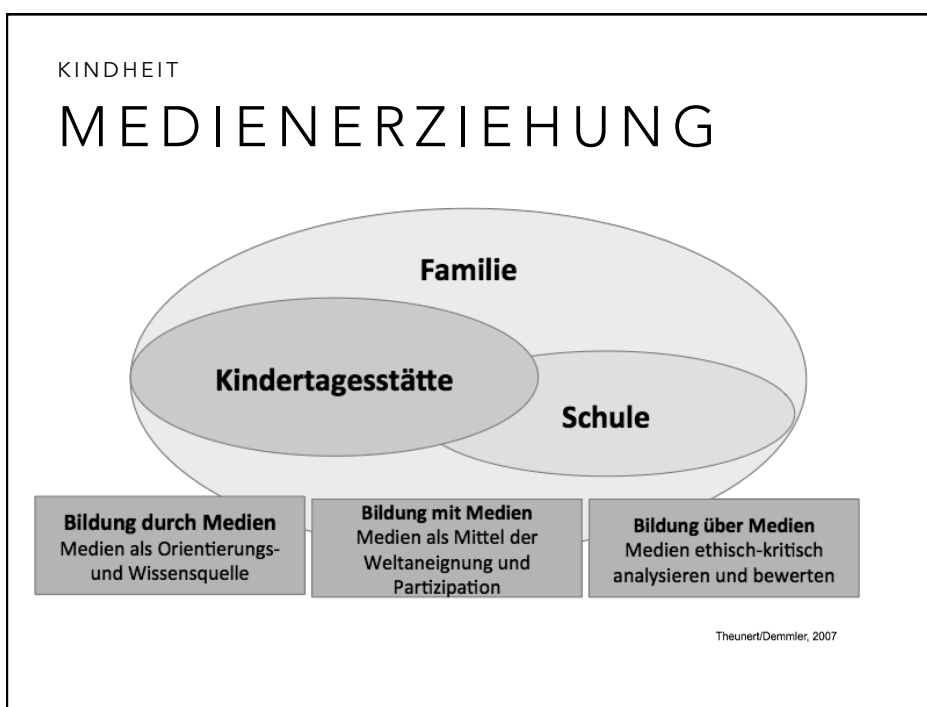 KINDHEIT
MEDIENERZIEHUNG
Familie
Kindertagesstätte
Schule
Bildung durch Medien
Medien als Orientierungs-
und Wissensquelle
Bildung mit Medien
Medien als Mittel der
Weltaneignung und
Partizipation
Bildung über Medien
Medien ethisch-kritisch
analysieren und bewerten
Theunert/Demmler, 2007